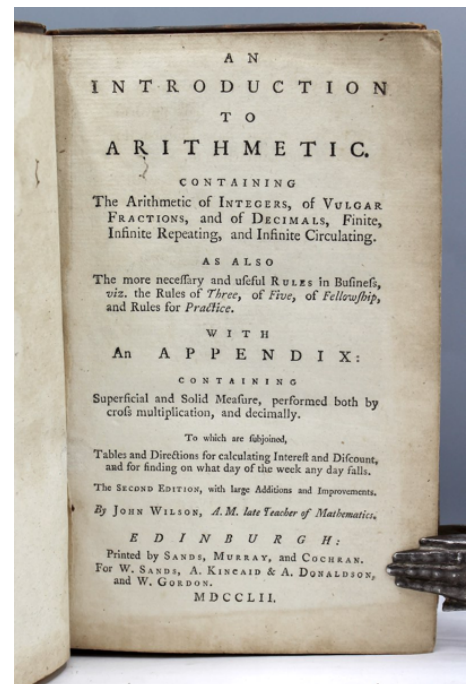 AN
INTRODUCTION
TO
ARITHMETIC.
CONTAINING
The Arithmetic of INTEGERS, of VULGAR
FRACTIONS, and of DECIMALS, Finite,
Infinite Repeating, and Infinite Circulating.
AS ALSO
The more neceſſary and uſeful RULES in Buſineſs,
viz. the Rules of Three, of Five, of Fellowſhip,
and Rules for Practice.
WITH
An APPENDIX:
CONTAINING
Superficial and Solid Meaſure, performed both by
croſs multiplication, and decimally.
To which are ſubjoined,
Tables and Directions for calculating Intereſt and Diſcount,
and for finding on what day of the week any day falls.
The SECOND EDITION, with large Additions and Improvements.
By JOHN WILSON, A. M. late Teacher of Mathematics.
EDINBURGH:
Printed by SANDS, MURRAY, and COCHRAN.
For W. SANDS, A. KINCAID & A. DONALDSON,
and W. GORDON.
MDCCLII.